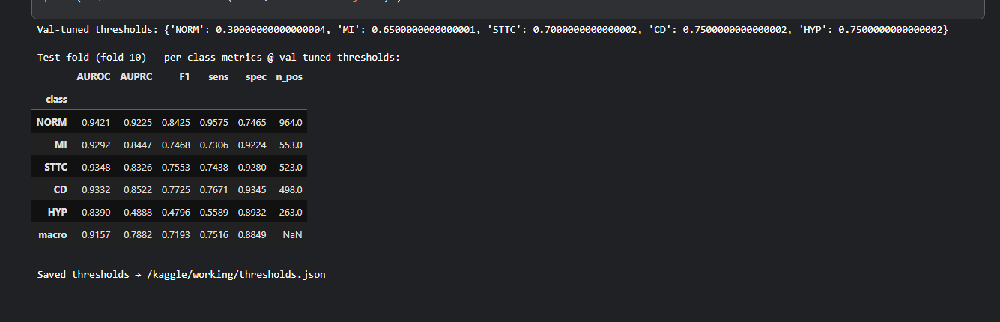 Val-tuned thresholds: {'NORM': 0.30000000000000004, 'MI': 0.6500000000000001, 'STTC': 0.7000000000000002, 'CD': 0.7500000000000002, 'HYP': 0.7500000000000002}
Test fold (fold 10) — per-class metrics @ val-tuned thresholds:
AUROC AUPRC F1 sens spec n_pos
class
NORM 0.9421 0.9225 0.8425 0.9575 0.7465 964.0
MI 0.9292 0.8447 0.7468 0.7306 0.9224 553.0
STTC 0.9348 0.8326 0.7553 0.7438 0.9280 523.0
CD 0.9332 0.8522 0.7725 0.7671 0.9345 498.0
HYP 0.8390 0.4888 0.4796 0.5589 0.8932 263.0
macro 0.9157 0.7882 0.7193 0.7516 0.8849 NaN
Saved thresholds → /kaggle/working/thresholds.json